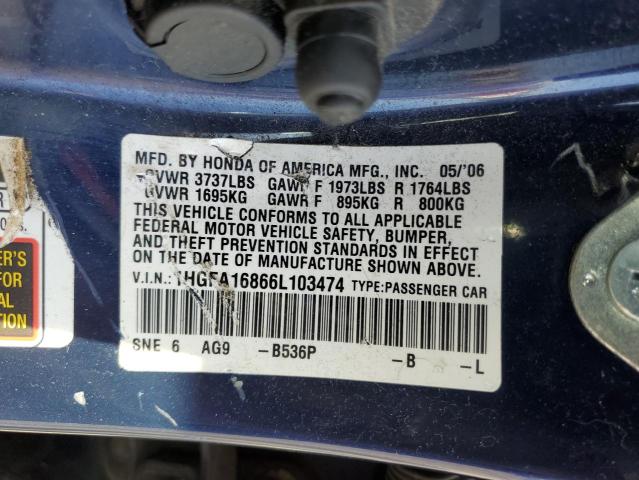 MFD. BY HONDA OF AMERICA MFG., INC. 05/'06
GVWR 3737LBS GAWR F 1973LBS R 1764LBS
GVWR 1695KG GAWR F 895KG R 800KG
THIS VEHICLE CONFORMS TO ALL APPLICABLE
FEDERAL MOTOR VEHICLE SAFETY, BUMPER,
AND THEFT PREVENTION STANDARDS IN EFFECT
ON THE DATE OF MANUFACTURE SHOWN ABOVE.
V.I.N.: 1HGFA16866L103474 TYPE:PASSENGER CAR
SNE 6 AG9 -B536P -B -L